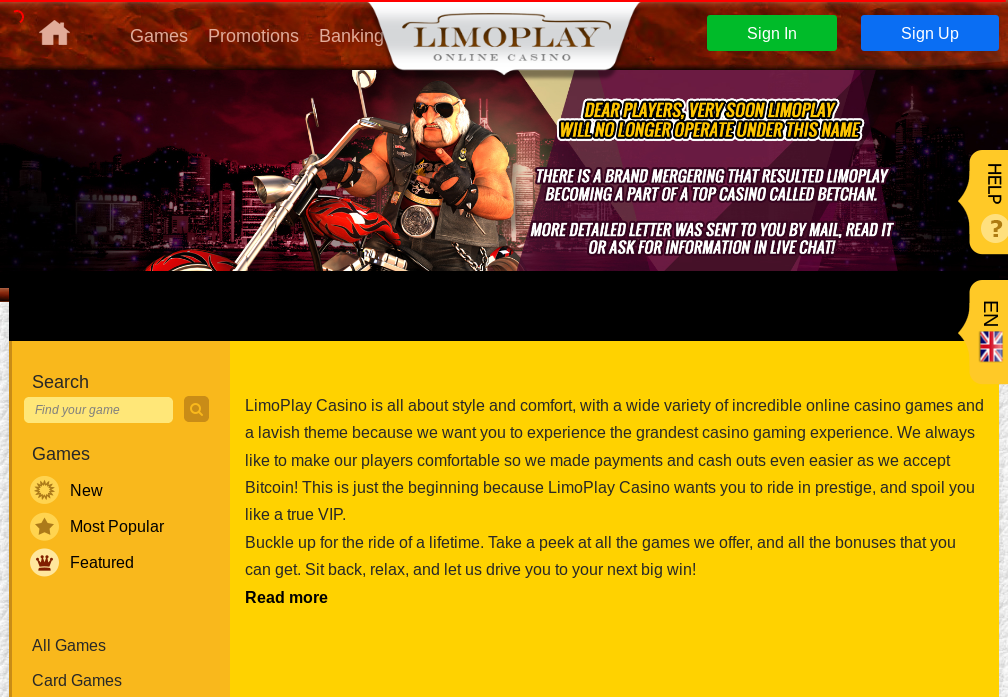 Games Promotions Banking
LIMOPLAY
ONLINE CASINO
Sign In
Sign Up
DEAR PLAYERS, VERY SOON LIMOPLAY
WILL NO LONGER OPERATE UNDER THIS NAME
THERE IS A BRAND MERGERING THAT RESULTED LIMOPLAY
BECOMING A PART OF A TOP CASINO CALLED BETCHAN.
MORE DETAILED LETTER WAS SENT TO YOU BY MAIL, READ IT
OR ASK FOR INFORMATION IN LIVE CHAT!
HELP
?
EN
Search
Find your game
Games
New
Most Popular
Featured
All Games
Card Games
LimoPlay Casino is all about style and comfort, with a wide variety of incredible online casino games and
a lavish theme because we want you to experience the grandest casino gaming experience. We always
like to make our players comfortable so we made payments and cash outs even easier as we accept
Bitcoin! This is just the beginning because LimoPlay Casino wants you to ride in prestige, and spoil you
like a true VIP.
Buckle up for the ride of a lifetime. Take a peek at all the games we offer, and all the bonuses that you
can get. Sit back, relax, and let us drive you to your next big win!
Read more